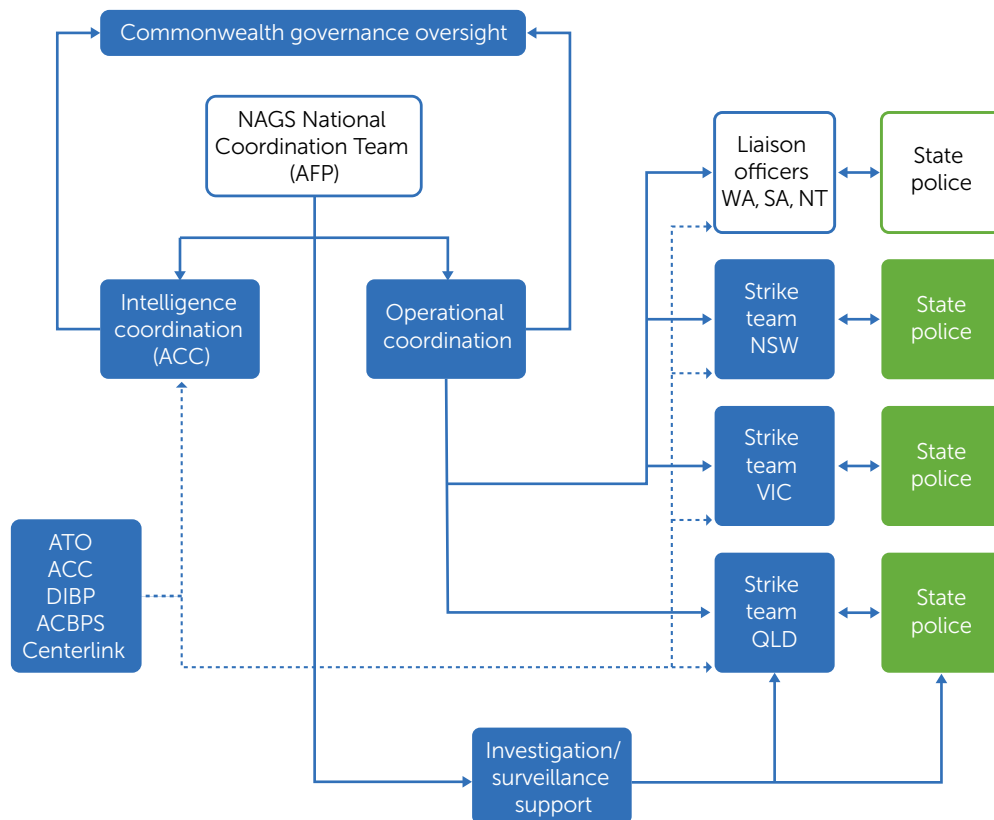 Commonwealth governance oversight
NAGS National
Coordination Team
(AFP)
Liaison
officers
WA, SA, NT
State
police
Intelligence
coordination
(ACC)
Operational
coordination
Strike
team
NSW
State
police
Strike
team
VIC
State
police
ATO
ACC
DIBP
ACBPS
Centerlink
Strike
team
QLD
State
police
Investigation/
surveillance
support